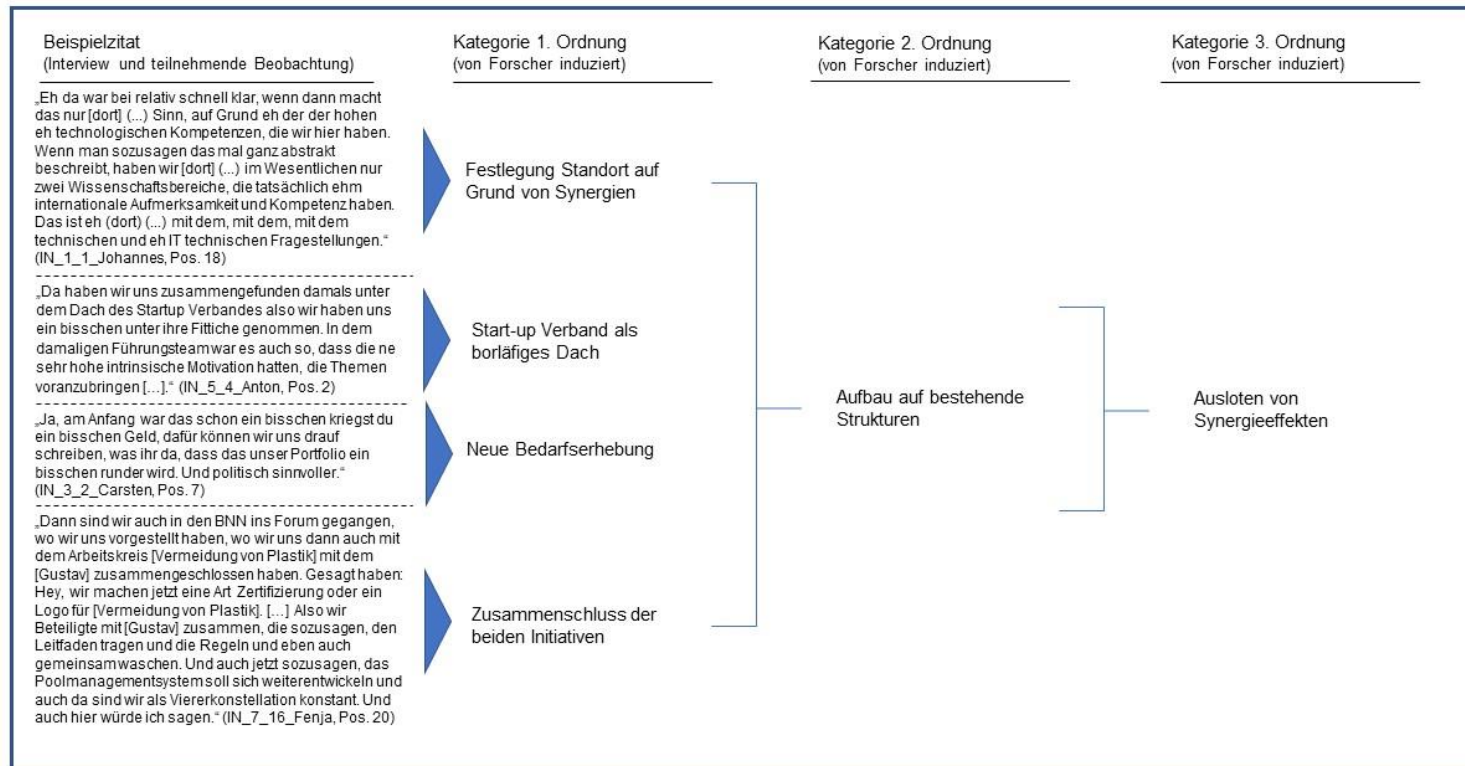 Beispielzitat
(Interview und teilnehmende Beobachtung)
Kategorie 1. Ordnung
(von Forscher induziert)
Kategorie 2. Ordnung
(von Forscher induziert)
Kategorie 3. Ordnung
(von Forscher induziert)
„Eh da war bei relativ schnell klar, wenn dann macht
das nur [dort] (...) Sinn, auf Grund eh der der hohen
eh technologischen Kompetenzen, die wir hier haben.
Wenn man sozusagen das mal ganz abstrakt
beschreibt, haben wir [dort] (...) im Wesentlichen nur
zwei Wissenschaftsbereiche, die tatsächlich ehm
internationale Aufmerksamkeit und Kompetenz haben.
Das ist eh (dort) (...) mit dem, mit dem, mit dem
technischen und eh IT technischen Fragestellungen.“
(IN_1_1_Johannes, Pos. 18)
Festlegung Standort auf
Grund von Synergien
„Da haben wir uns zusammengefunden damals unter
dem Dach des Startup Verbandes also wir haben uns
ein bisschen unter ihre Fittiche genommen. In dem
damaligen Führungsteam war es auch so, dass die ne
sehr hohe intrinsische Motivation hatten, die Themen
voranzubringen […].“ (IN_5_4_Anton, Pos. 2)
Start-up Verband als
borläfiges Dach
„Ja, am Anfang war das schon ein bisschen kriegst du
ein bisschen Geld, dafür können wir uns drauf
schreiben, was ihr da, dass das unser Portfolio ein
bisschen runder wird. Und politisch sinnvoller.“
(IN_3_2_Carsten, Pos. 7)
Neue Bedarfserhebung
„Dann sind wir auch in den BNN ins Forum gegangen,
wo wir uns vorgestellt haben, wo wir uns dann auch mit
dem Arbeitskreis [Vermeidung von Plastik] mit dem
[Gustav] zusammengeschlossen haben. Gesagt haben:
Hey, wir machen jetzt eine Art Zertifizierung oder ein
Logo für [Vermeidung von Plastik]. […] Also wir
Beteiligte mit [Gustav] zusammen, die sozusagen, den
Leitfaden tragen und die Regeln und eben auch
gemeinsam waschen. Und auch jetzt sozusagen, das
Poolmanagementsystem soll sich weiterentwickeln und
auch da sind wir als Viererkonstellation konstant. Und
auch hier würde ich sagen.“ (IN_7_16_Fenja, Pos. 20)
Zusammenschluss der
beiden Initiativen
Aufbau auf bestehende
Strukturen
Ausloten von
Synergieeffekten